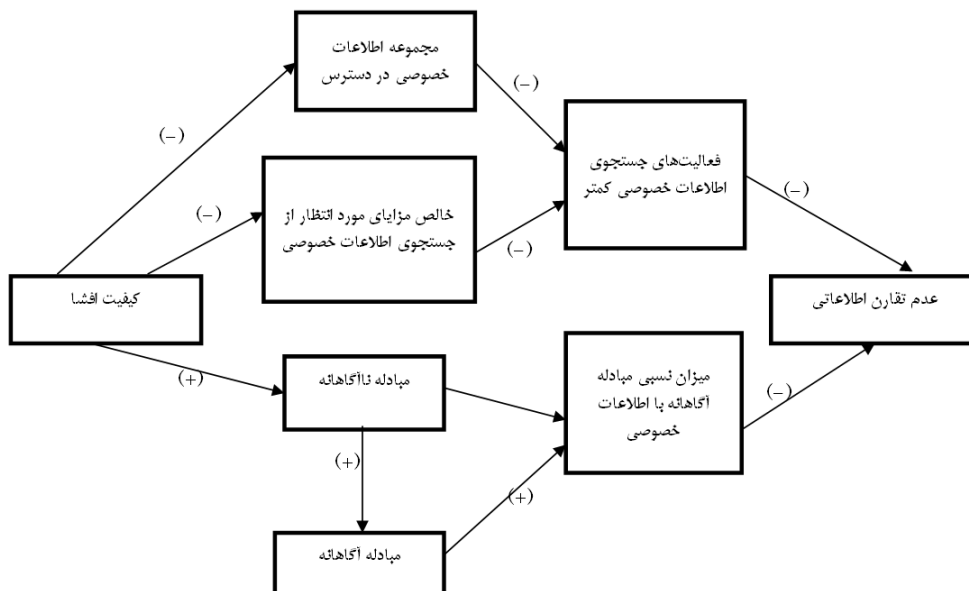 مجموعه اطلاعات
خصوصی در دسترس
(–)
(–)
فعالیت‌های جستجوی
اطلاعات خصوصی کمتر
(–)
خالص مزایای مورد انتظار از
جستجوی اطلاعات خصوصی
(–)
(–)
کیفیت افشا
عدم تقارن اطلاعاتی
(+)
مبادله ناآگاهانه
میزان نسبی مبادله
آگاهانه با اطلاعات
خصوصی
(–)
(+)
(+)
مبادله آگاهانه